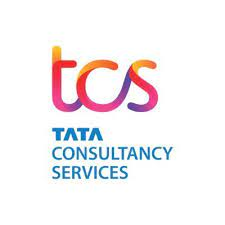 tcs
TATA
CONSULTANCY
SERVICES